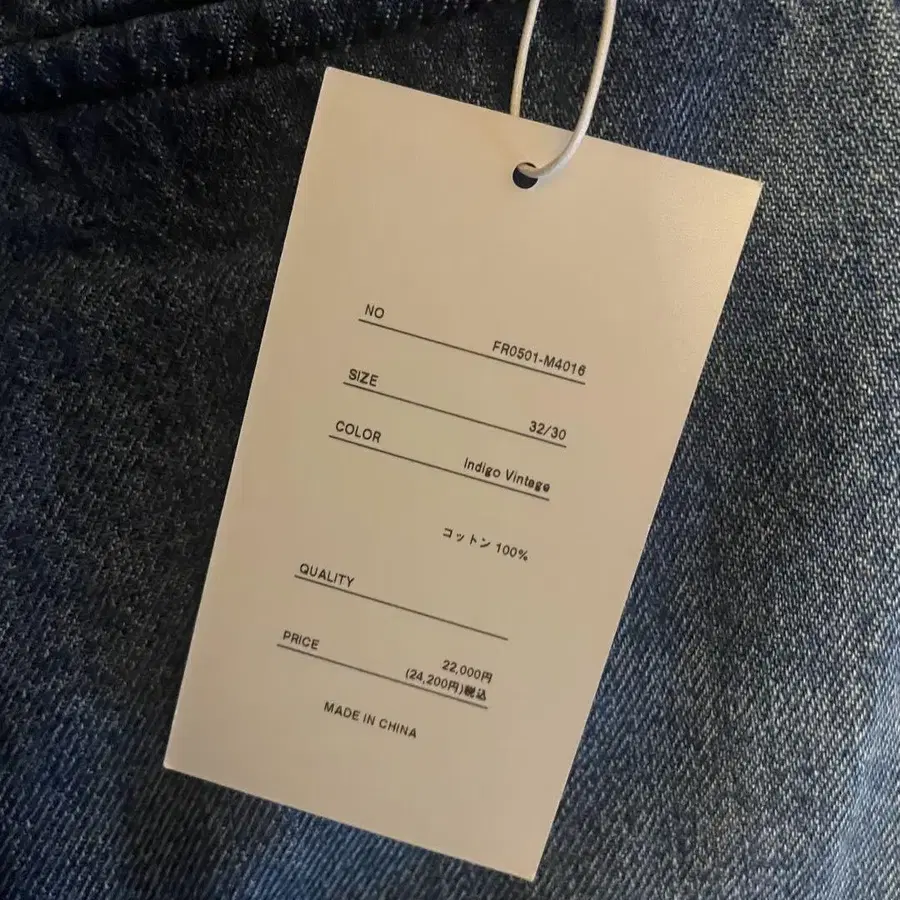 NO
FR0501-M4016
SIZE
32/30
COLOR
Indigo Vintage
コットン 100%
QUALITY
PRICE
22,000円
(24,200円)税込
MADE IN CHINA